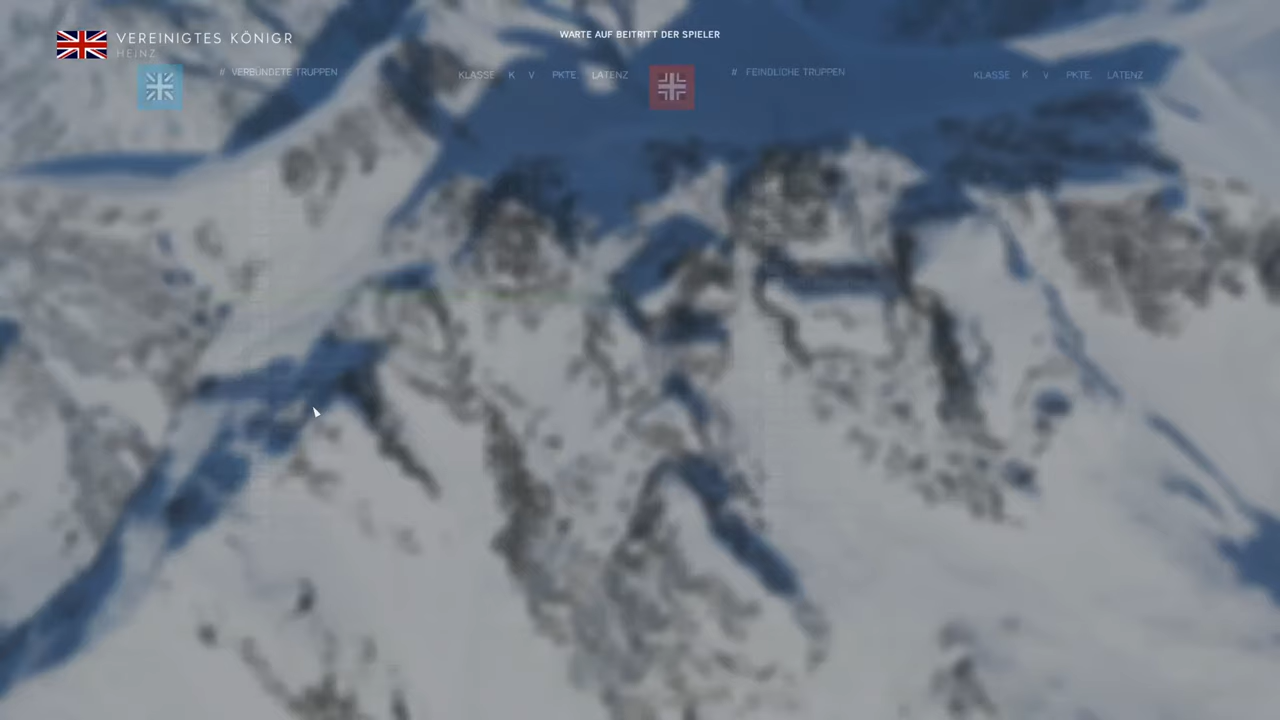 VEREINIGTES KÖNIGR
HEINZ
WARTE AUF BEITRITT DER SPIELER
# VERBÜNDETE TRUPPEN KLASSE K V PKTE. LATENZ
# FEINDLICHE TRUPPEN KLASSE K V PKTE. LATENZ